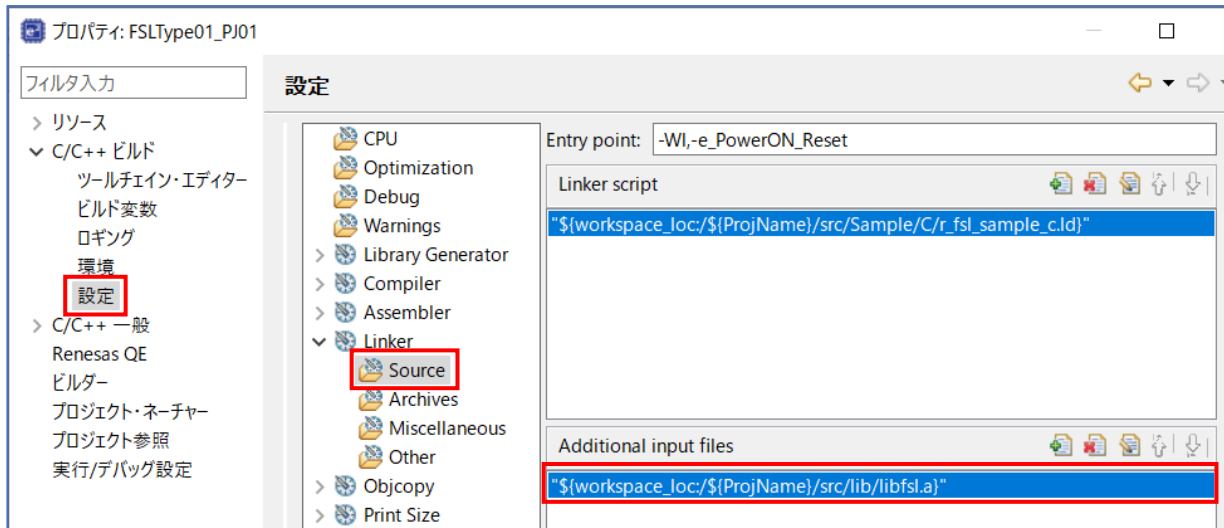 プロパティ: FSLType01_PJ01
フィルタ入力
設定
リソース
C/C++ ビルド
ツールチェイン・エディター
ビルド変数
ロギング
環境
設定
C/C++ 一般
Renesas QE
ビルダー
プロジェクト・ネーチャー
プロジェクト参照
実行/デバッグ設定
CPU
Optimization
Debug
Warnings
Library Generator
Compiler
Assembler
Linker
Source
Archives
Miscellaneous
Other
Objcopy
Print Size
Entry point: -Wl,-e_PowerON_Reset
Linker script
"${workspace_loc:/${ProjName}/src/Sample/C/r_fsl_sample_c.ld}"
Additional input files
"${workspace_loc:/${ProjName}/src/lib/libfsl.a}"